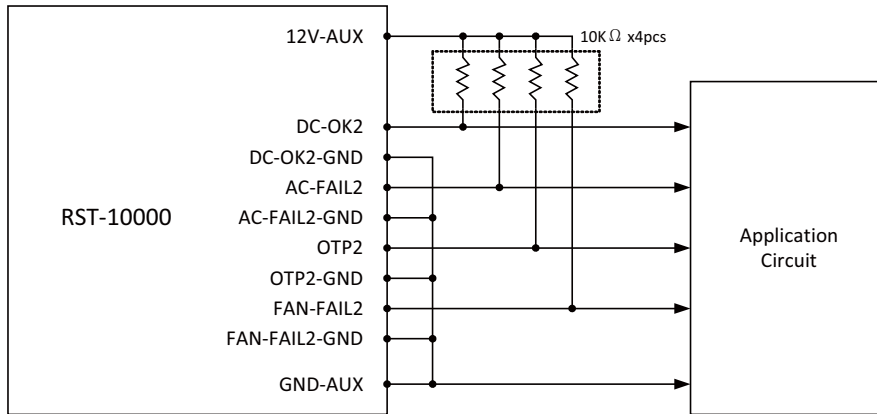 12V-AUX
10KΩ x4pcs
DC-OK2
DC-OK2-GND
AC-FAIL2
RST-10000
AC-FAIL2-GND
OTP2
Application
Circuit
OTP2-GND
FAN-FAIL2
FAN-FAIL2-GND
GND-AUX